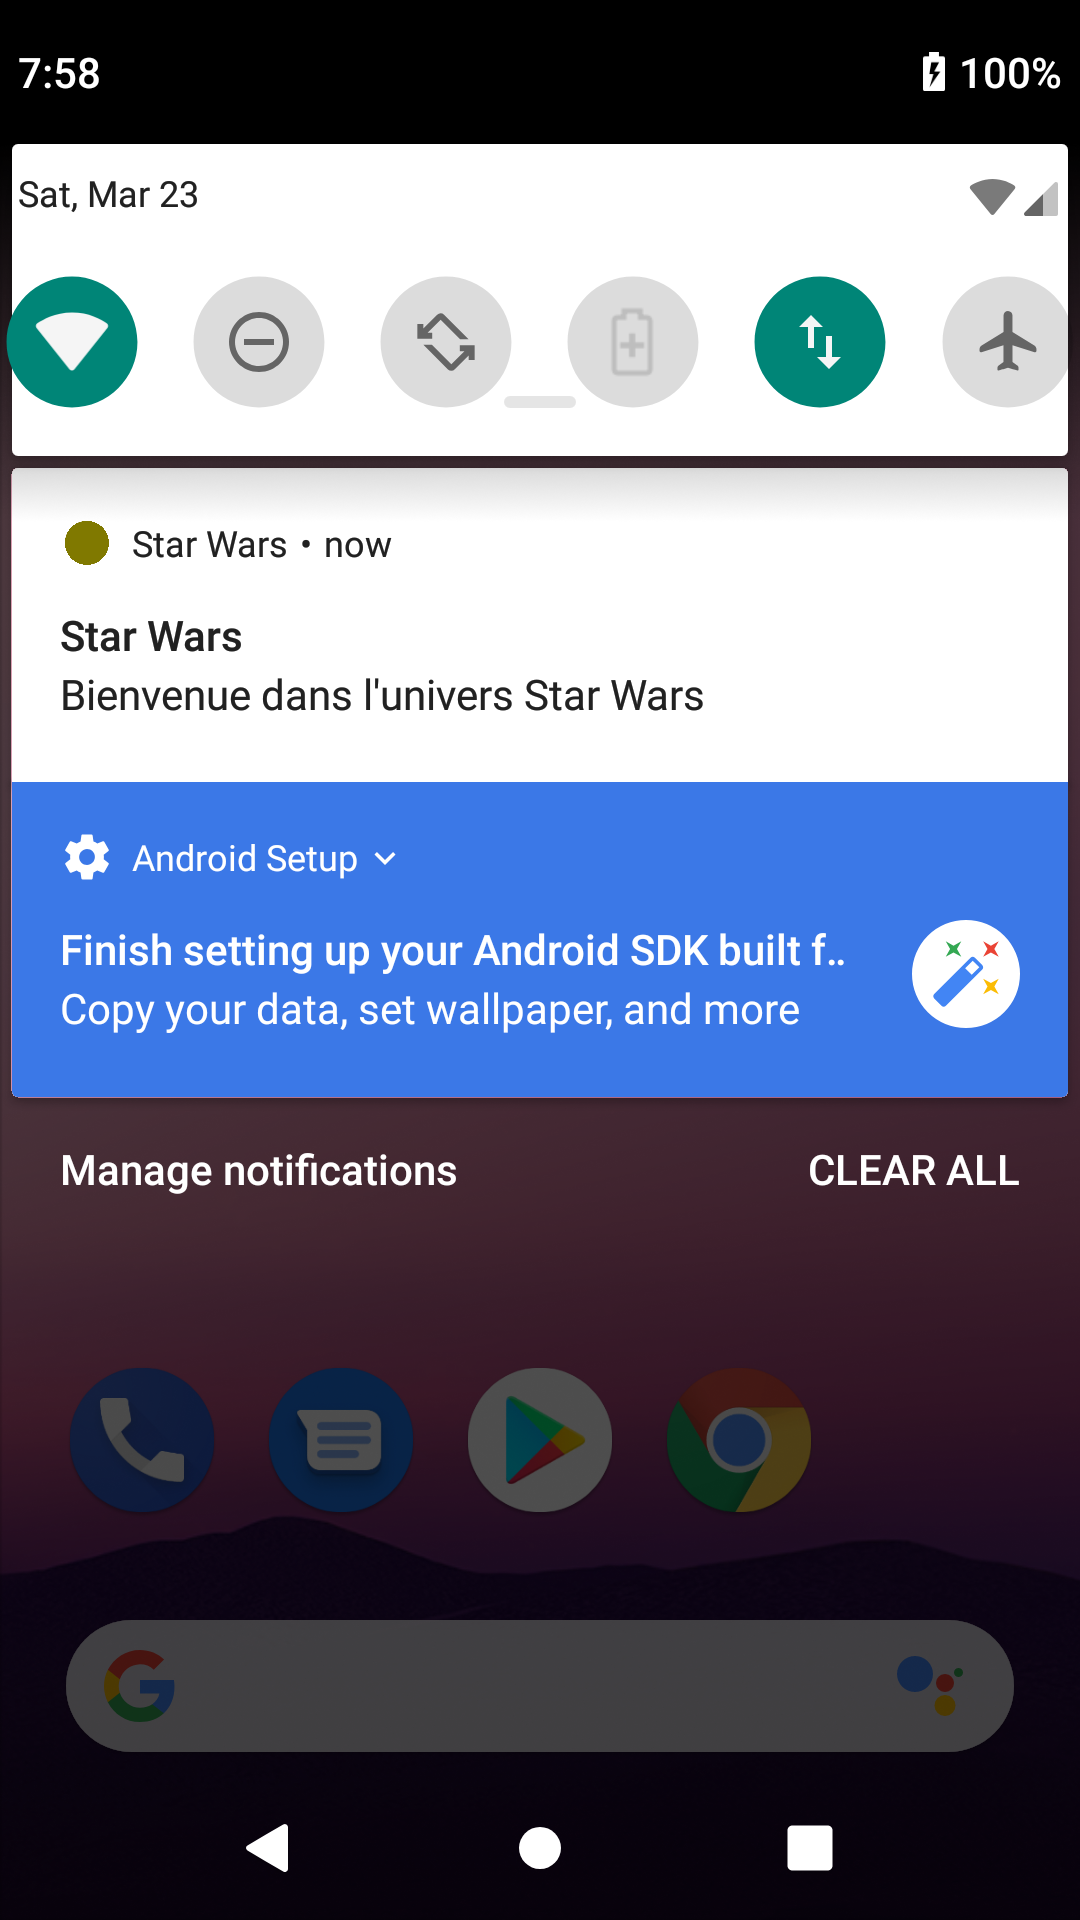 7:58
100%
Sat, Mar 23
Star Wars • now
Star Wars
Bienvenue dans l'univers Star Wars
Android Setup
Finish setting up your Android SDK built f..
Copy your data, set wallpaper, and more
Manage notifications
CLEAR ALL